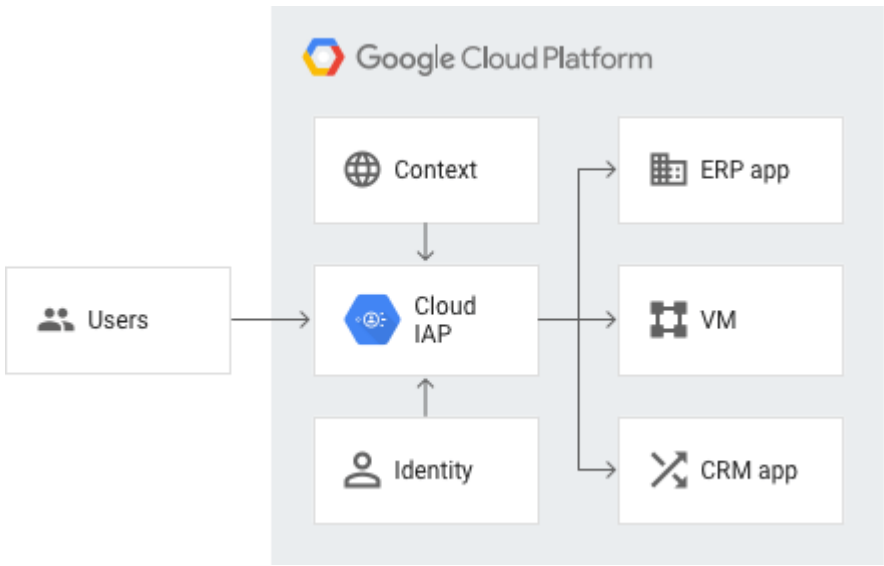 Google Cloud Platform
Context
ERP app
Users
Cloud
IAP
VM
Identity
CRM app